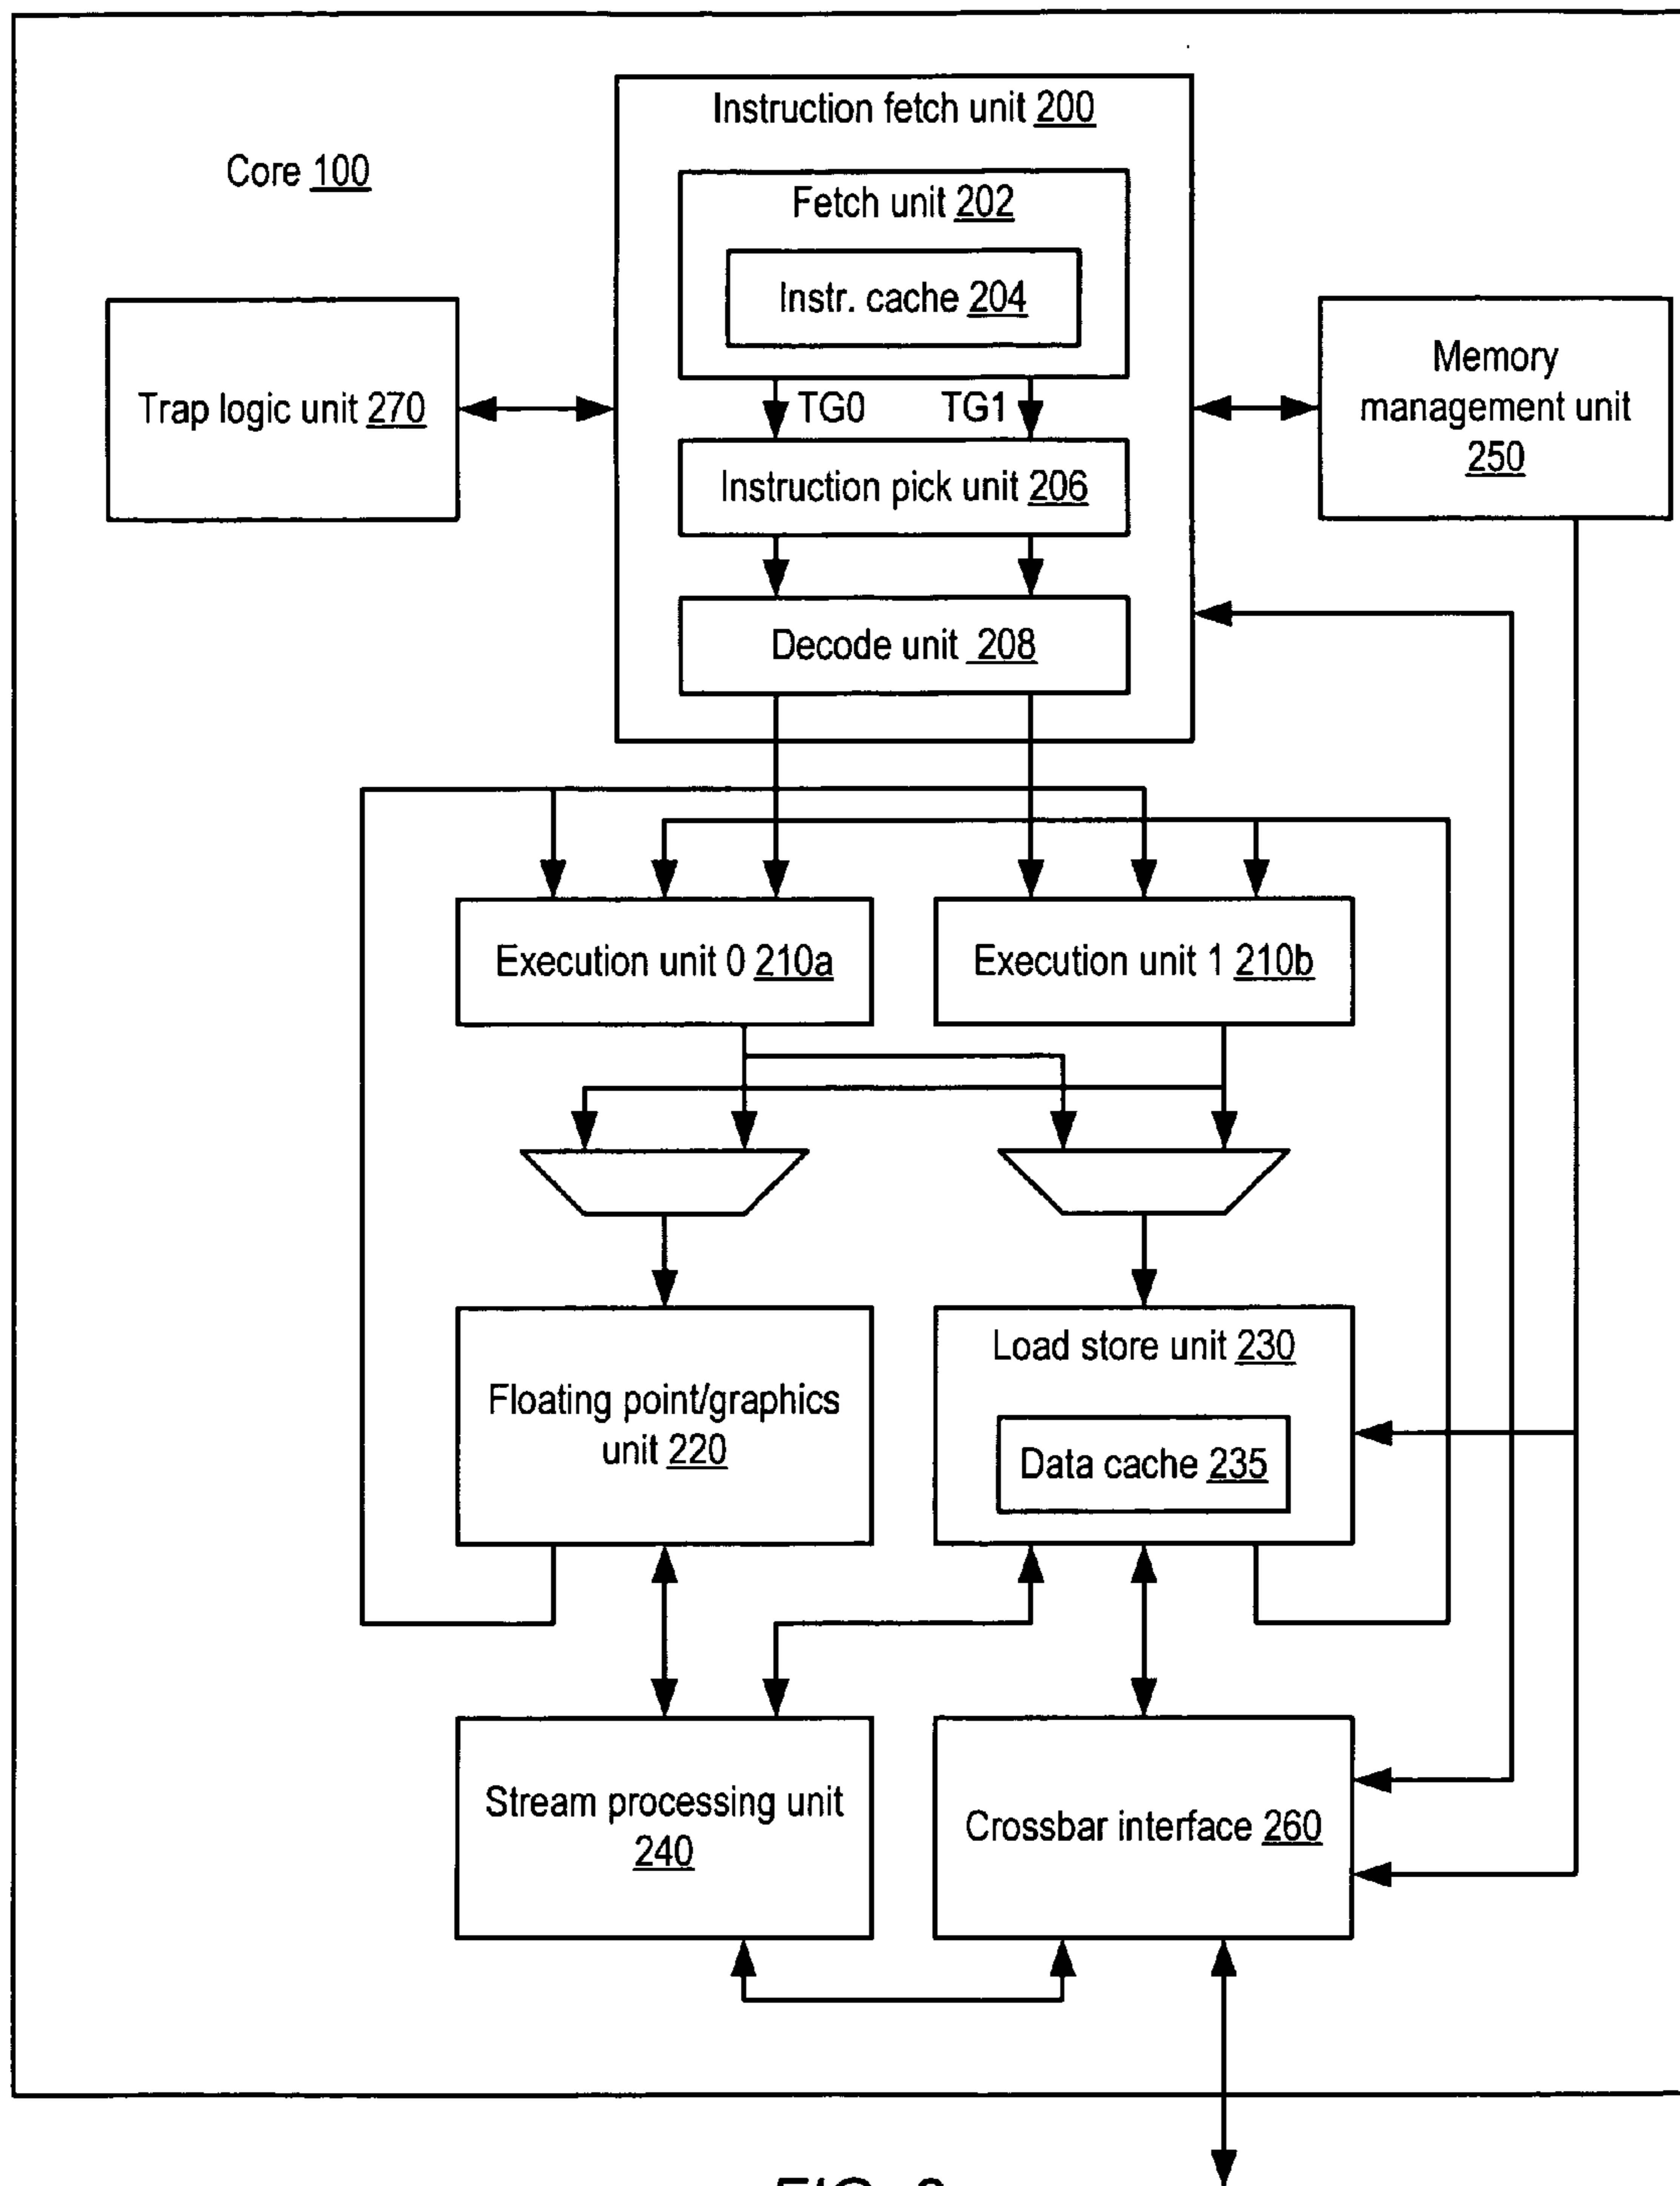 Instruction fetch unit 200
Core 100
Fetch unit 202
Instr. cache 204
Trap logic unit 270
Memory
management unit
250
TG0
TG1
Instruction pick unit 206
Decode unit 208
Execution unit 0 210a
Execution unit 1 210b
Load store unit 230
Floating point/graphics
unit 220
Data cache 235
Stream processing unit
240
Crossbar interface 260